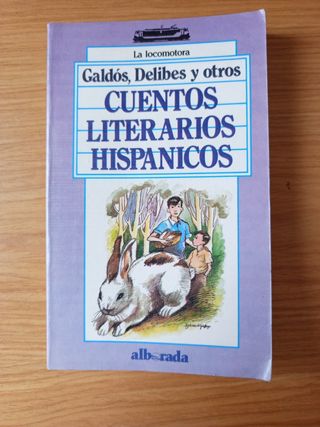 La locomotora
Galdós, Delibes y otros
CUENTOS
LITERARIOS
HISPANICOS
alborada